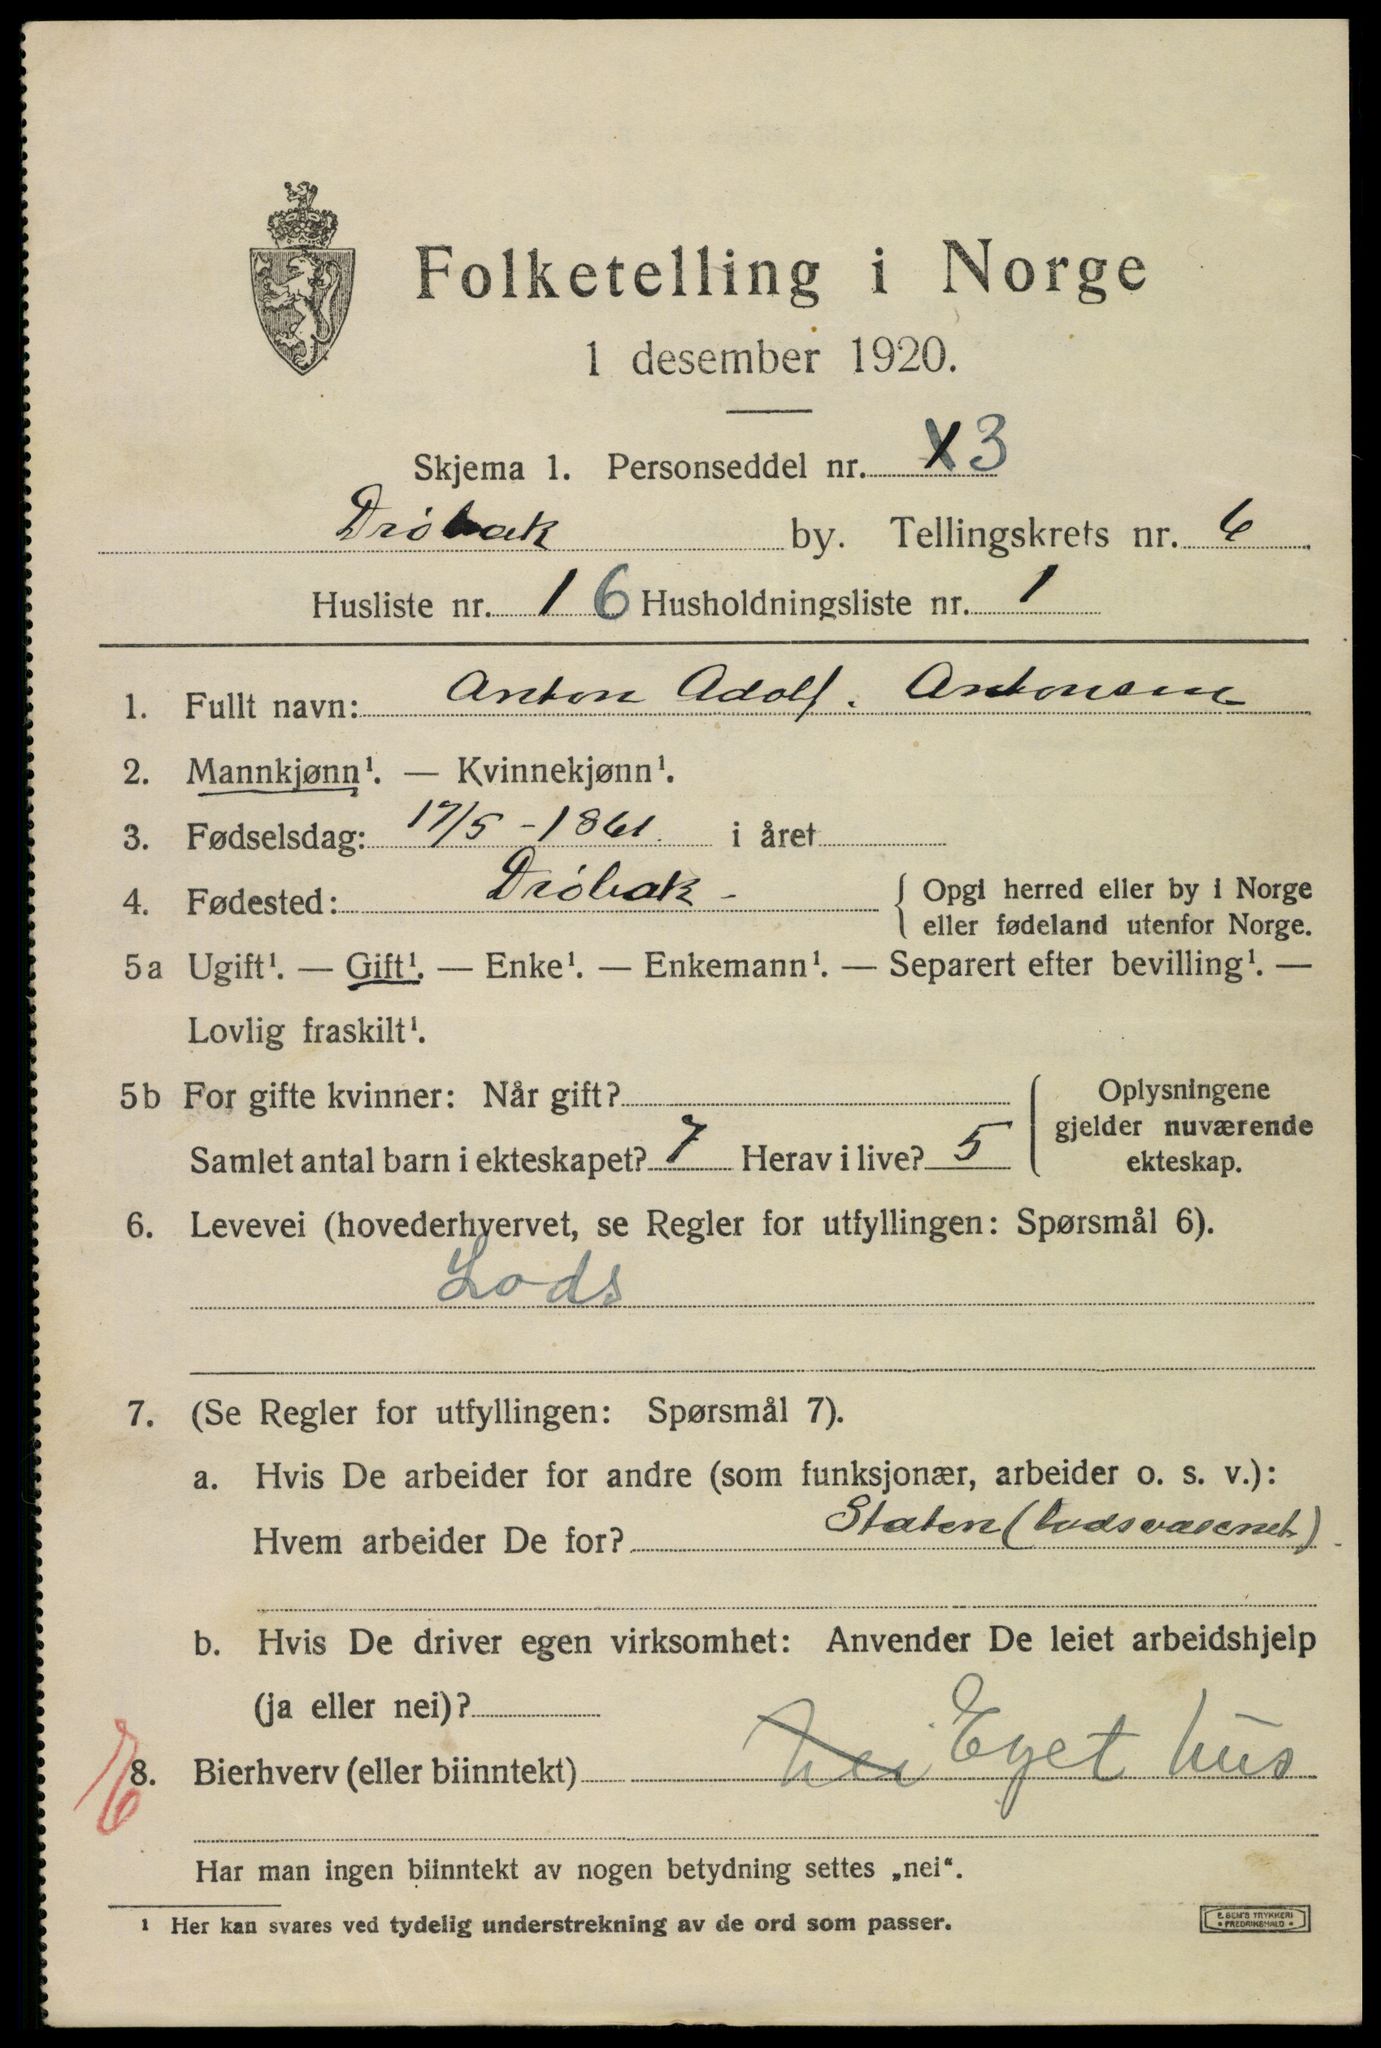 Folketelling i Norge
1 desember 1920.
Skjema 1. Personseddel nr. X3
Drøbak by. Tellingskrets nr. 6
Husliste nr. 16 Husholdningsliste nr. 1
1. Fullt navn: Anton Adolf. Antonsen
2. Mannkjønn¹. — Kvinnekjønn¹.
3. Fødselsdag: 17/5 - 1861. i året
4. Fødested: Drøbak - { Opgi herred eller by i Norge
eller fødeland utenfor Norge.
5a Ugift¹. — Gift¹. — Enke¹. — Enkemann¹. — Separert efter bevilling¹. —
Lovlig fraskilt¹.
5b For gifte kvinner: Når gift?
Samlet antal barn i ekteskapet? 7 Herav i live? 5
Oplysningene
gjelder nuværende
ekteskap.
6. Levevei (hovederhvervet, se Regler for utfyllingen: Spørsmål 6).
Lods
7. (Se Regler for utfyllingen: Spørsmål 7).
a. Hvis De arbeider for andre (som funksjonær, arbeider o. s. v.):
Hvem arbeider De for? Staten (Lodsvæsenet).
b. Hvis De driver egen virksomhet: Anvender De leiet arbeidshjelp
(ja eller nei)?
8. Bierhverv (eller biinntekt) Nei Eget hus
Har man ingen biinntekt av nogen betydning settes „nei“.
¹ Her kan svares ved tydelig understrekning av de ord som passer.
E. SEM'S TRYKKERI
• FREDRIKSHALD •